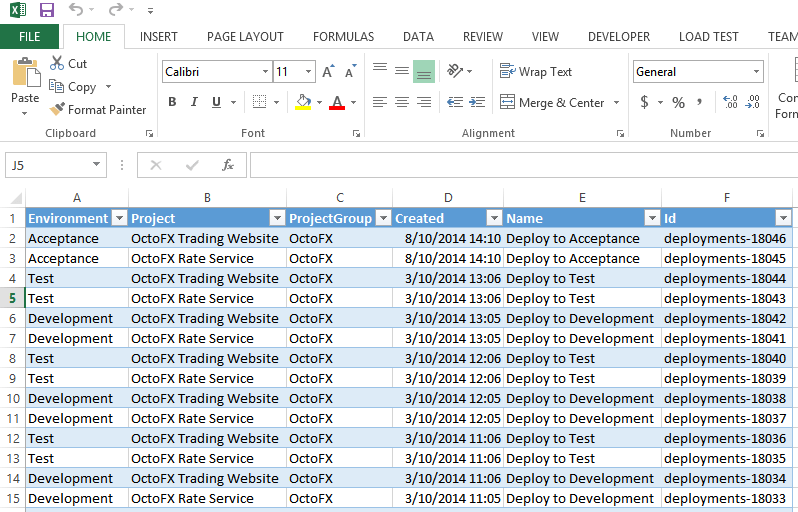 FILE HOME INSERT PAGE LAYOUT FORMULAS DATA REVIEW VIEW DEVELOPER LOAD TEST TEAM
Paste
Cut
Copy
Format Painter
Calibri 11 A A
B I U A
Wrap Text
Merge & Center
General
$ % ,
Clipboard Font Alignment Number
J5 fx
A B C D E F
1 Environment Project ProjectGroup Created Name Id
2 Acceptance OctoFX Trading Website OctoFX 8/10/2014 14:10 Deploy to Acceptance deployments-18046
3 Acceptance OctoFX Rate Service OctoFX 8/10/2014 14:10 Deploy to Acceptance deployments-18045
4 Test OctoFX Trading Website OctoFX 3/10/2014 13:06 Deploy to Test deployments-18044
5 Test OctoFX Rate Service OctoFX 3/10/2014 13:06 Deploy to Test deployments-18043
6 Development OctoFX Trading Website OctoFX 3/10/2014 13:05 Deploy to Development deployments-18042
7 Development OctoFX Rate Service OctoFX 3/10/2014 13:05 Deploy to Development deployments-18041
8 Test OctoFX Trading Website OctoFX 3/10/2014 12:06 Deploy to Test deployments-18040
9 Test OctoFX Rate Service OctoFX 3/10/2014 12:06 Deploy to Test deployments-18039
10 Development OctoFX Trading Website OctoFX 3/10/2014 12:05 Deploy to Development deployments-18038
11 Development OctoFX Rate Service OctoFX 3/10/2014 12:05 Deploy to Development deployments-18037
12 Test OctoFX Trading Website OctoFX 3/10/2014 11:06 Deploy to Test deployments-18036
13 Test OctoFX Rate Service OctoFX 3/10/2014 11:06 Deploy to Test deployments-18035
14 Development OctoFX Trading Website OctoFX 3/10/2014 11:06 Deploy to Development deployments-18034
15 Development OctoFX Rate Service OctoFX 3/10/2014 11:05 Deploy to Development deployments-18033